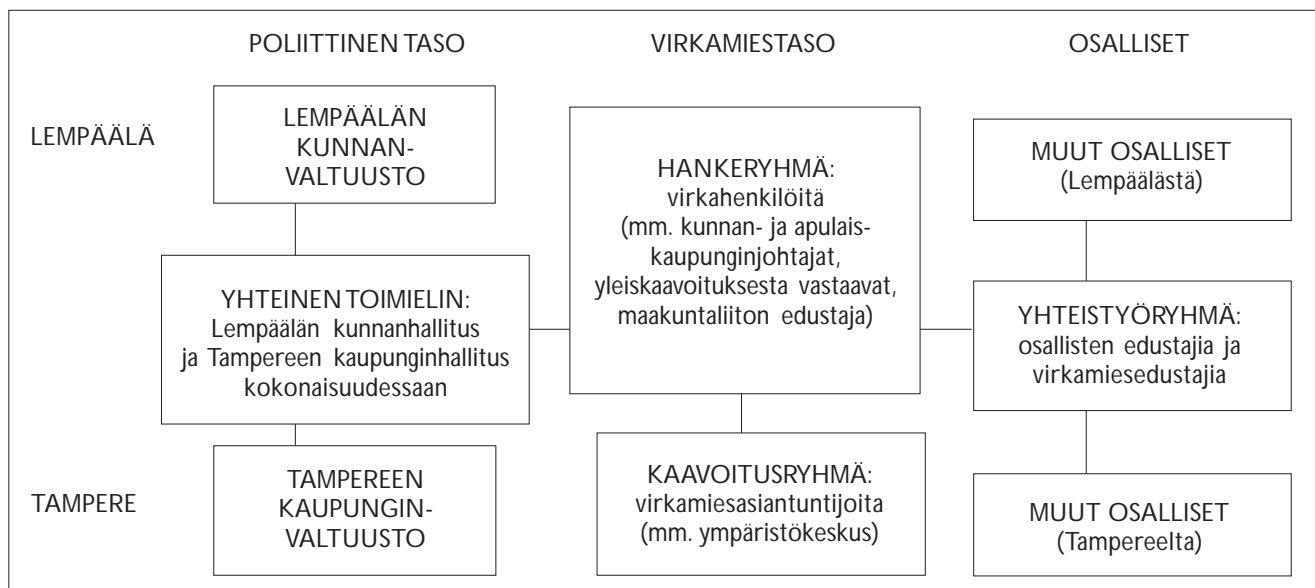 POLIITTINEN TASO
VIRKAMIESTASO
OSALLISET
LEMPÄÄLÄ
LEMPÄÄLÄN
KUNNAN-
VALTUUSTO
HANKERYHMÄ:
virkahenkilöitä
(mm. kunnan- ja apulais-
kaupunginjohtajat,
yleiskaavoituksesta vastaavat,
maakuntaliiton edustaja)
MUUT OSALLISET
(Lempäälästä)
YHTEINEN TOIMIELIN:
Lempäälän kunnanhallitus
ja Tampereen kaupunginhallitus
kokonaisuudessaan
YHTEISTYÖRYHMÄ:
osallisten edustajia ja
virkamiesedustajia
TAMPERE
TAMPEREEN
KAUPUNGIN-
VALTUUSTO
KAAVOITUSRYHMÄ:
virkamiesasiantuntijoita
(mm. ympäristökeskus)
MUUT OSALLISET
(Tampereelta)